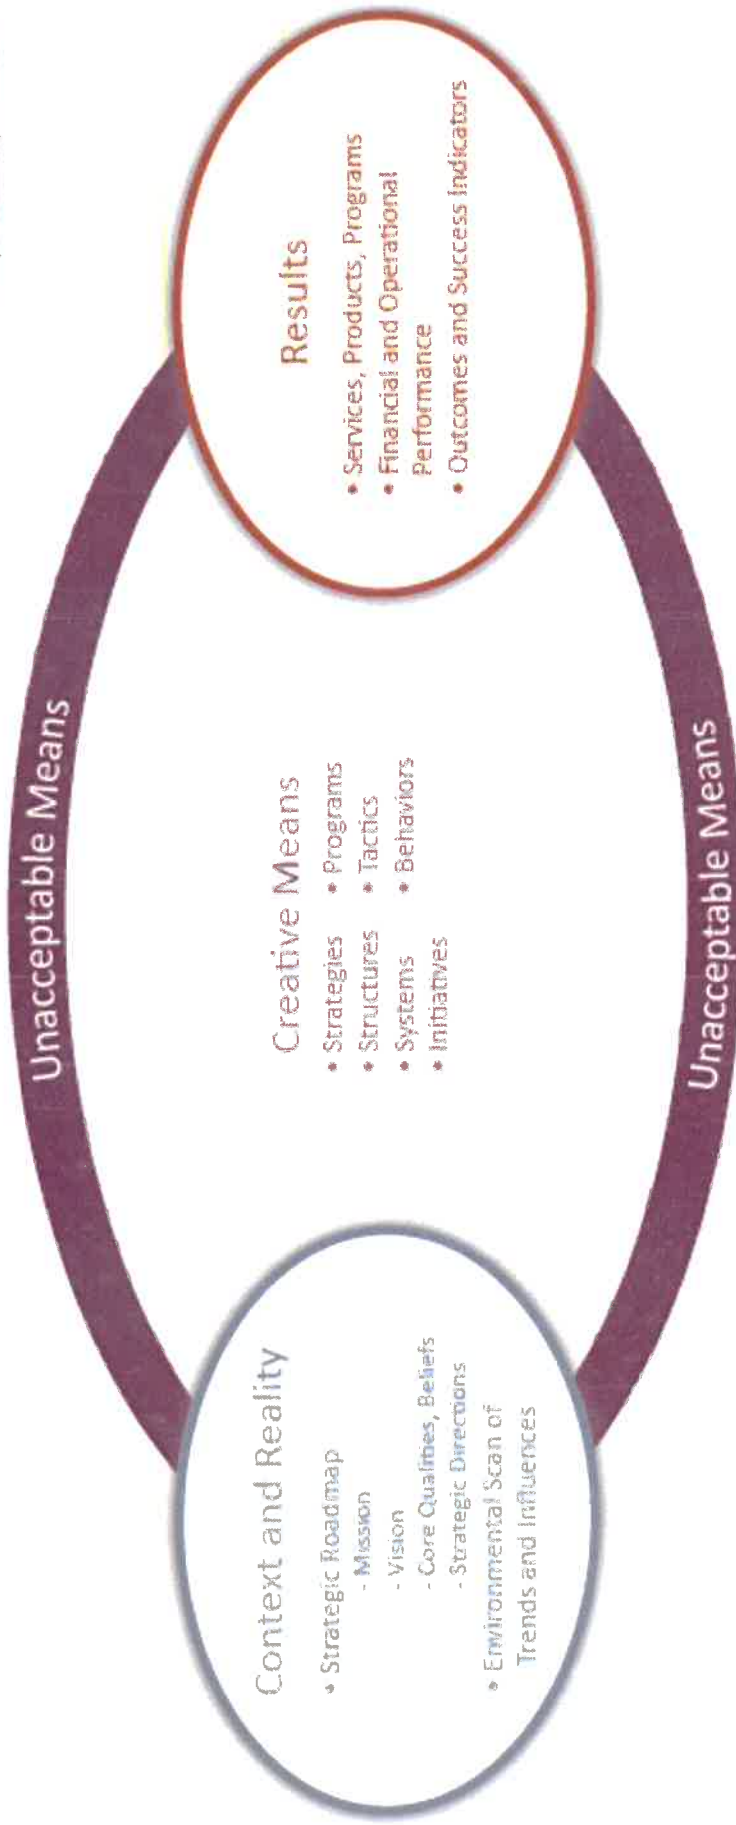 Unacceptable Means
Context and Reality
• Strategic Roadmap
- Mission
- Vision
- Core Qualities, Beliefs
- Strategic Directions
• Environmental Scan of
Trends and Influences
Creative Means
• Strategies • Programs
• Structures • Tactics
• Systems • Behaviors
• Initiatives
Results
• Services, Products, Programs
• Financial and Operational
Performance
• Outcomes and Success Indicators
Unacceptable Means